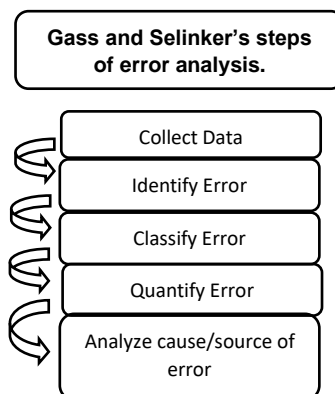 Gass and Selinker’s steps
of error analysis.
Collect Data
Identify Error
Classify Error
Quantify Error
Analyze cause/source of
error